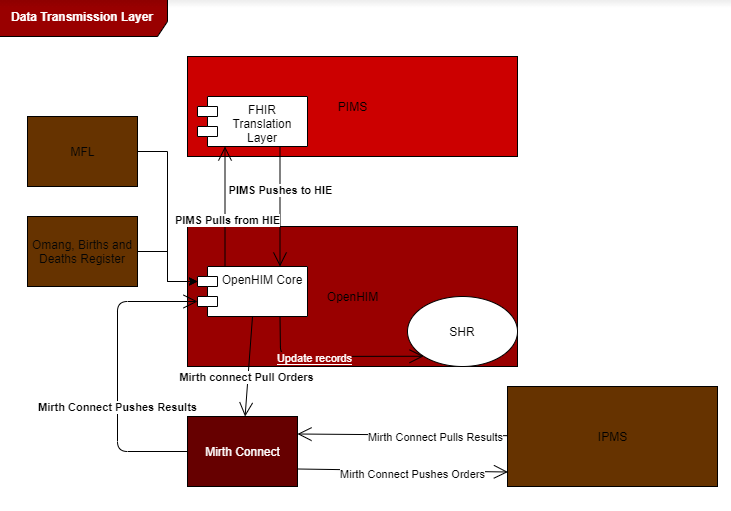 Data Transmission Layer
PIMS
FHIR
Translation
Layer
MFL
PIMS Pushes to HIE
PIMS Pulls from HIE
Omang, Births and
Deaths Register
OpenHIM Core
OpenHIM
SHR
Update records
Mirth connect Pull Orders
Mirth Connect Pushes Results
Mirth Connect
Mirth Connect Pulls Results
IPMS
Mirth Connect Pushes Orders